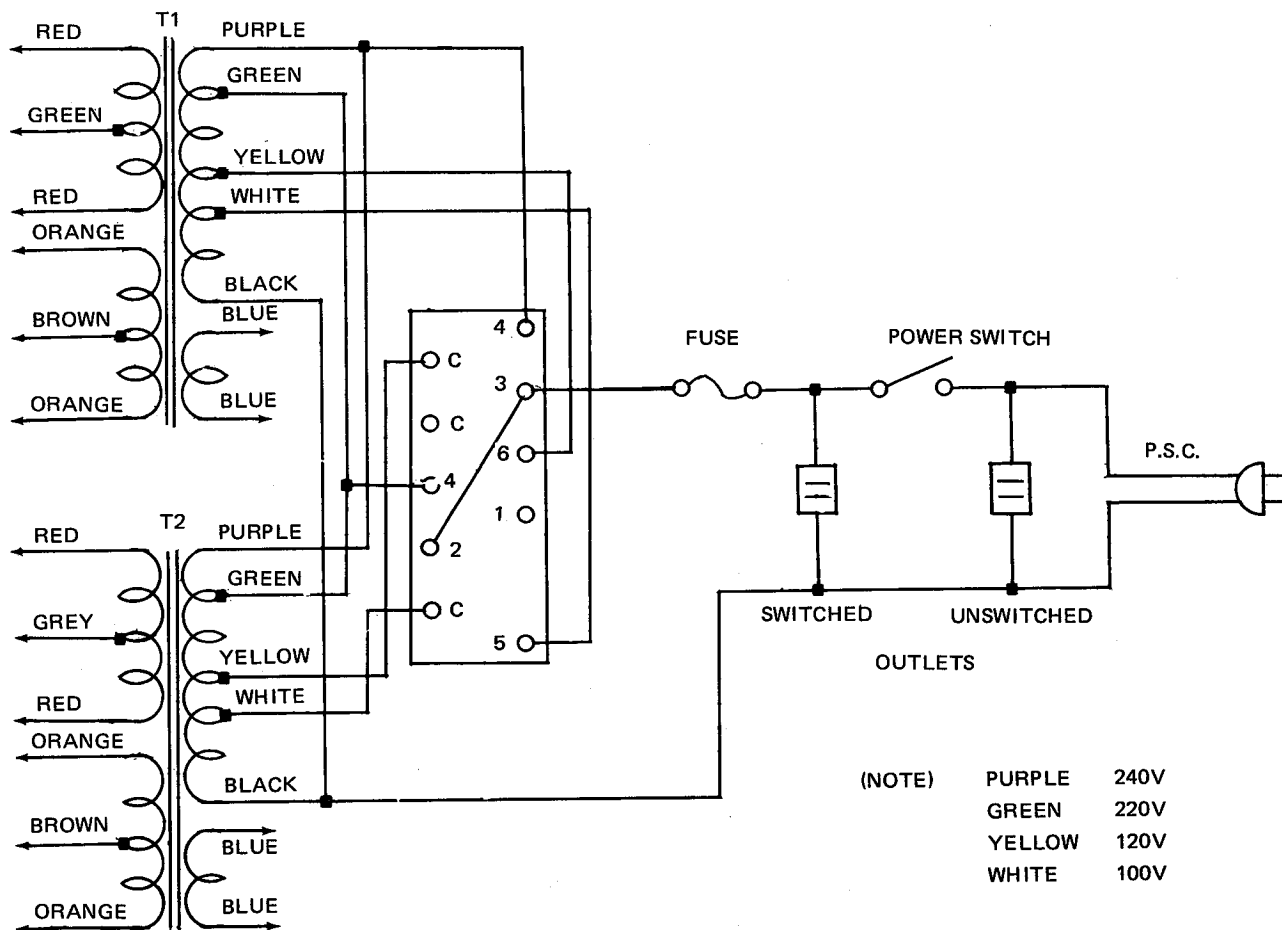 T1
RED
PURPLE
GREEN
GREEN
YELLOW
RED
WHITE
ORANGE
BLACK
BROWN
BLUE
ORANGE
BLUE
4
C
3
C
6
4
1
2
C
5
FUSE
POWER SWITCH
P.S.C.
SWITCHED
UNSWITCHED
OUTLETS
T2
RED
PURPLE
GREEN
GREY
YELLOW
RED
WHITE
ORANGE
BLACK
BROWN
BLUE
ORANGE
BLUE
(NOTE) PURPLE 240V
GREEN 220V
YELLOW 120V
WHITE 100V